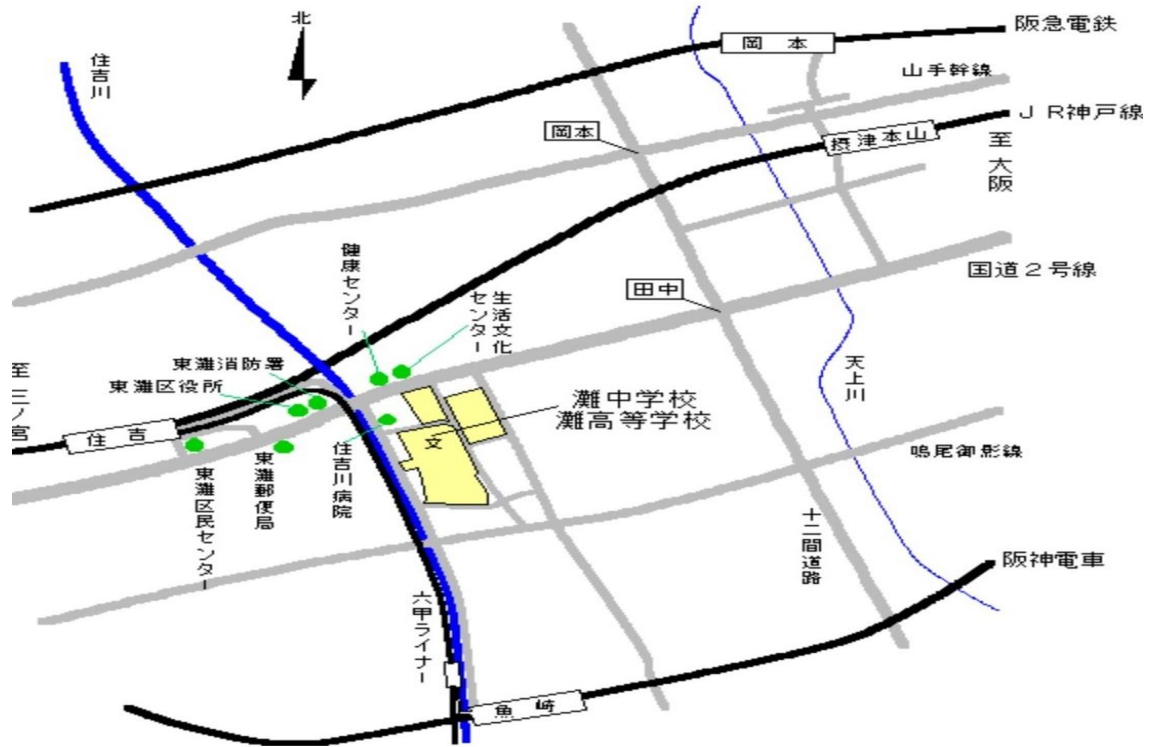 北
住吉川
岡本
阪急電鉄
山手幹線
岡本
摂津本山
ＪＲ神戸線
至大阪
健康センター
生活文化
センター
田中
国道２号線
至三ノ宮
東灘消防署
東灘区役所
天上川
住吉
灘中学校
灘高等学校
文
鳴尾御影線
東灘区民センター
東灘郵便局
住吉川病院
十二間道路
六甲ライナー
阪神電車
魚崎